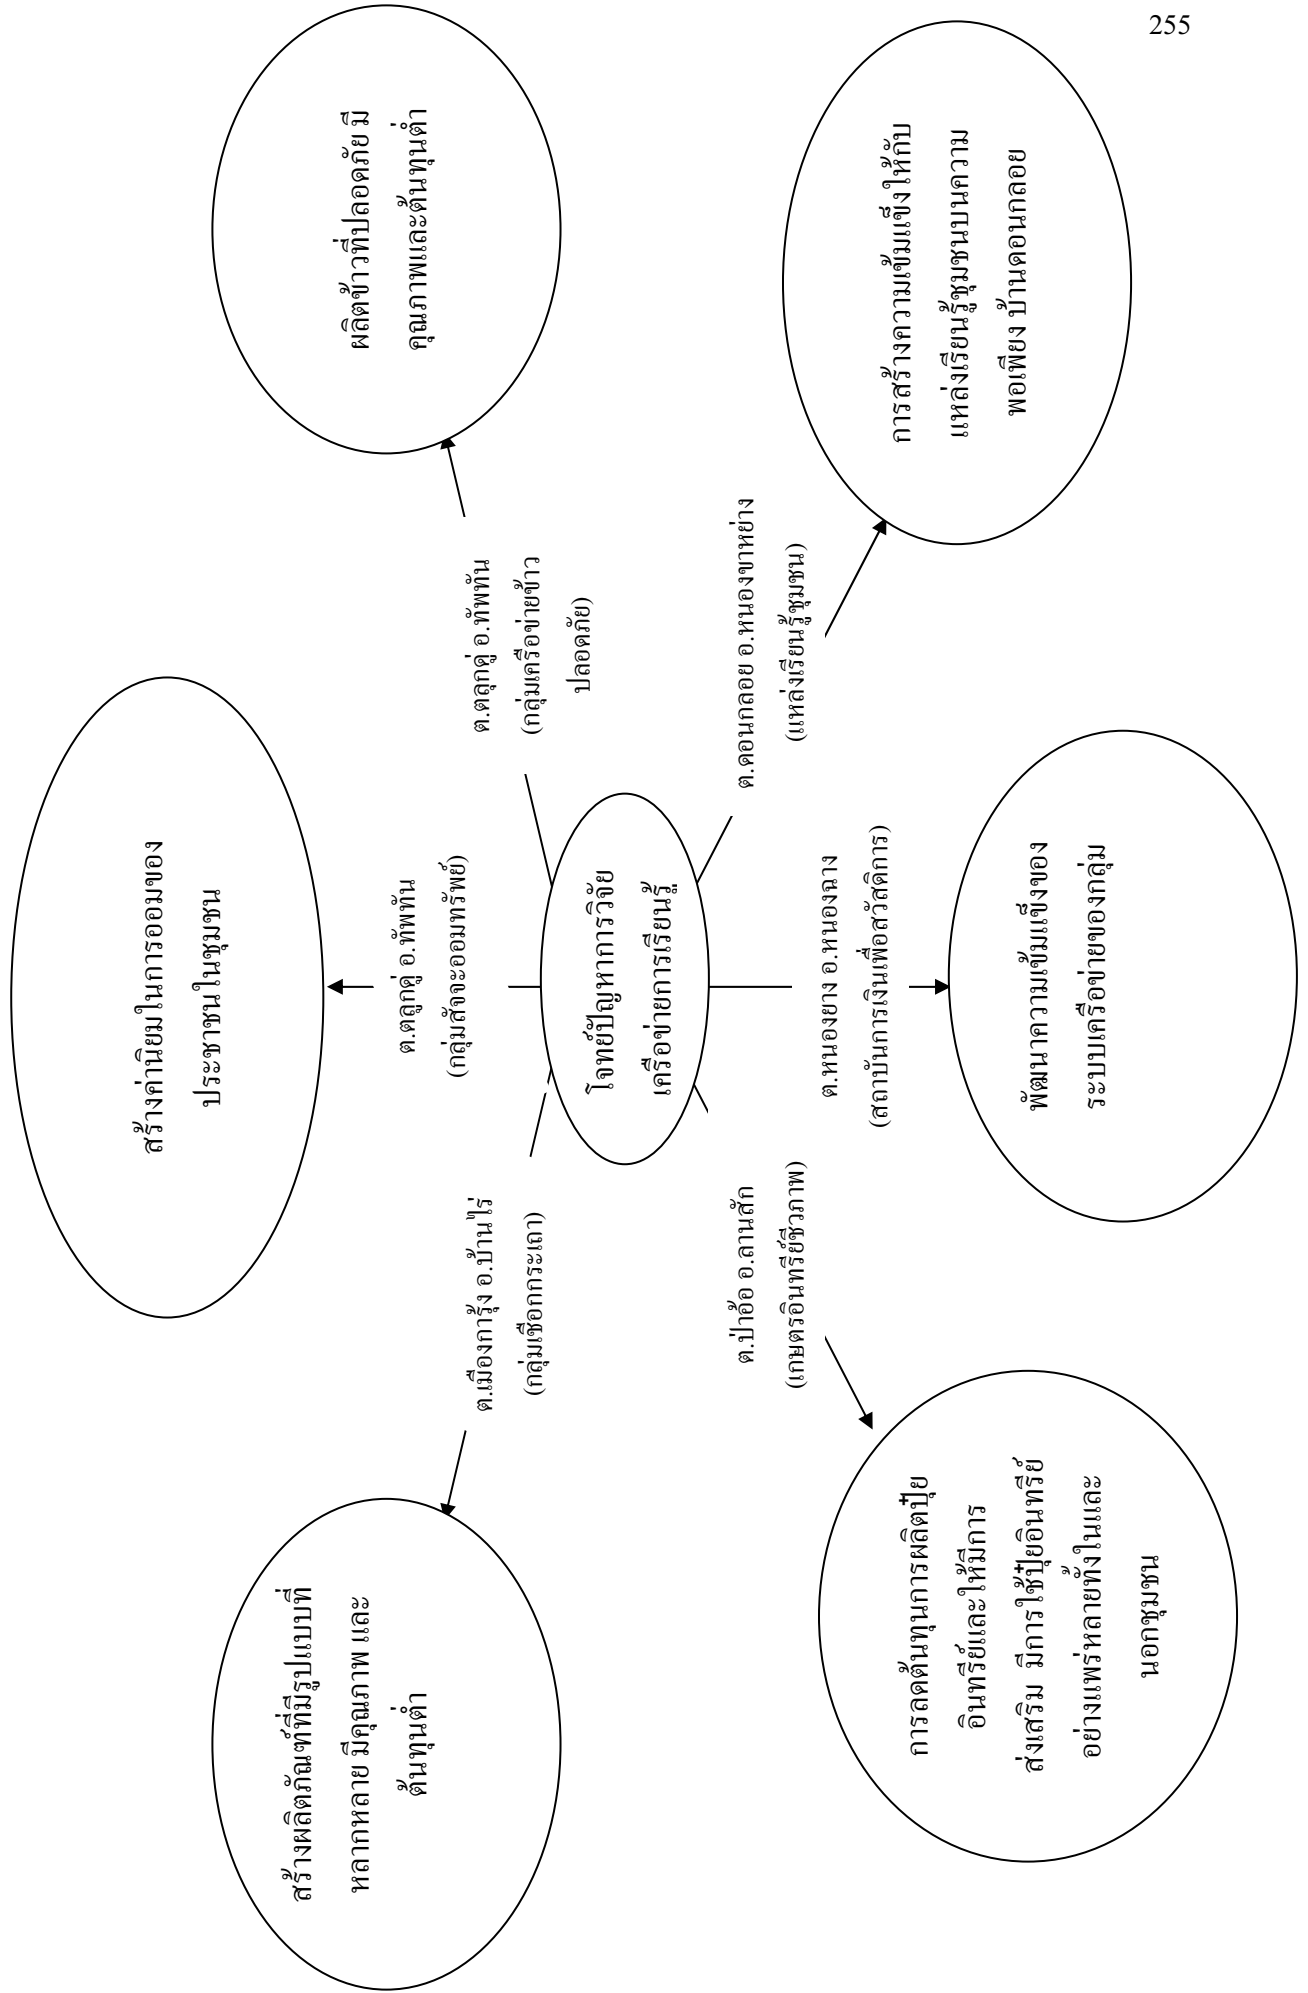 255
สร้างค่านิยมในการออมของ
ประชาชนในชุมชน
สร้างผลิตภัณฑ์ที่มีรูปแบบที่
หลากหลาย มีคุณภาพ และ
ต้นทุนต่ำ
ผลิตข้าวที่ปลอดภัย มี
คุณภาพและต้นทุนต่ำ
ต.ตลุกดู่ อ.ทัพทัน
(กลุ่มสัจจะออมทรัพย์)
ต.เมืองการุ้ง อ.บ้านไร่
(กลุ่มเชือกกระเถา)
ต.ตลุกดู่ อ.ทัพทัน
(กลุ่มเครือข่ายข้าว
ปลอดภัย)
โจทย์ปัญหาการวิจัย
เครือข่ายการเรียนรู้
ต.ป่าอ้อ อ.ลานสัก
(เกษตรอินทรีย์ชีวภาพ)
ต.หนองยาง อ.หนองฉาง
(สถาบันการเงินเพื่อสวัสดิการ)
ต.ดอนกลอย อ.หนองขาหย่าง
(แหล่งเรียนรู้ชุมชน)
การลดต้นทุนการผลิตปุ๋ย
อินทรีย์และให้มีการ
ส่งเสริม มีการใช้ปุ๋ยอินทรีย์
อย่างแพร่หลายทั้งในและ
นอกชุมชน
พัฒนาความเข้มแข็งของ
ระบบเครือข่ายของกลุ่ม
การสร้างความเข้มแข็งให้กับ
แหล่งเรียนรู้ชุมชนบนความ
พอเพียง บ้านดอนกลอย